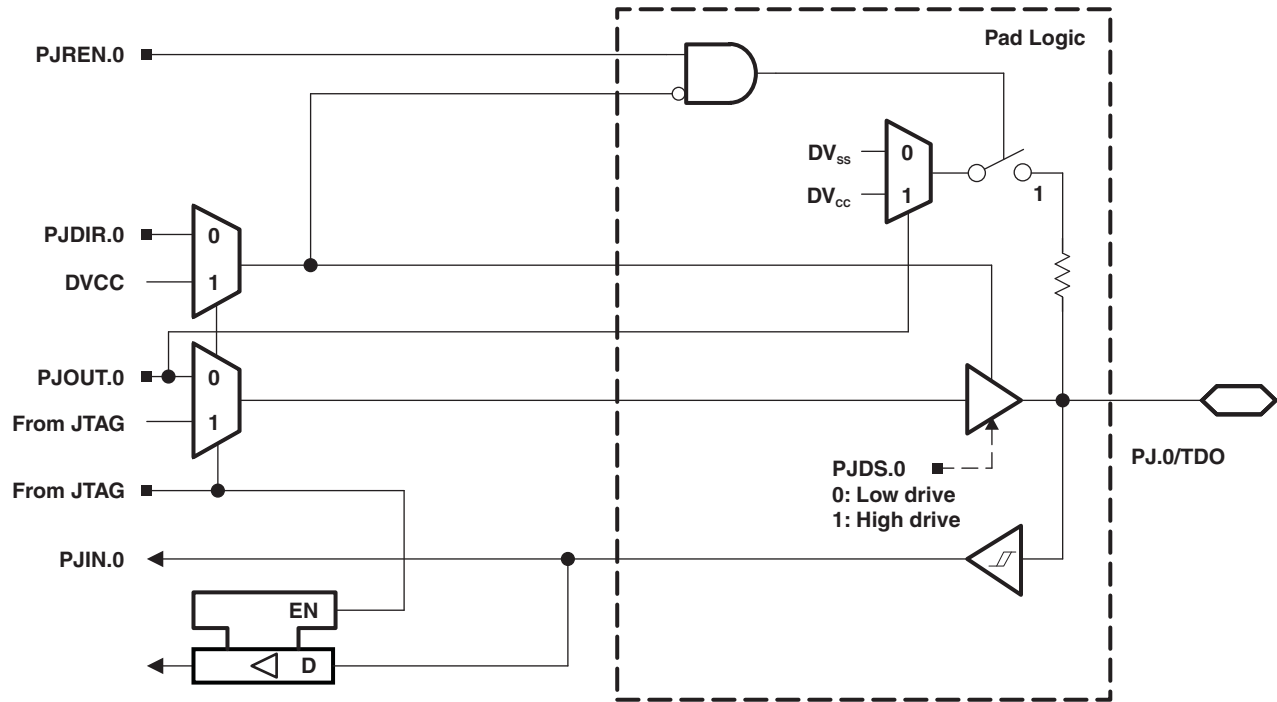 Pad Logic
PJREN.0
DVss
0
DVcc
1
1
PJDIR.0
0
DVCC
1
PJOUT.0
0
From JTAG
1
PJ.0/TDO
PJDS.0
0: Low drive
1: High drive
From JTAG
PJIN.0
EN
D